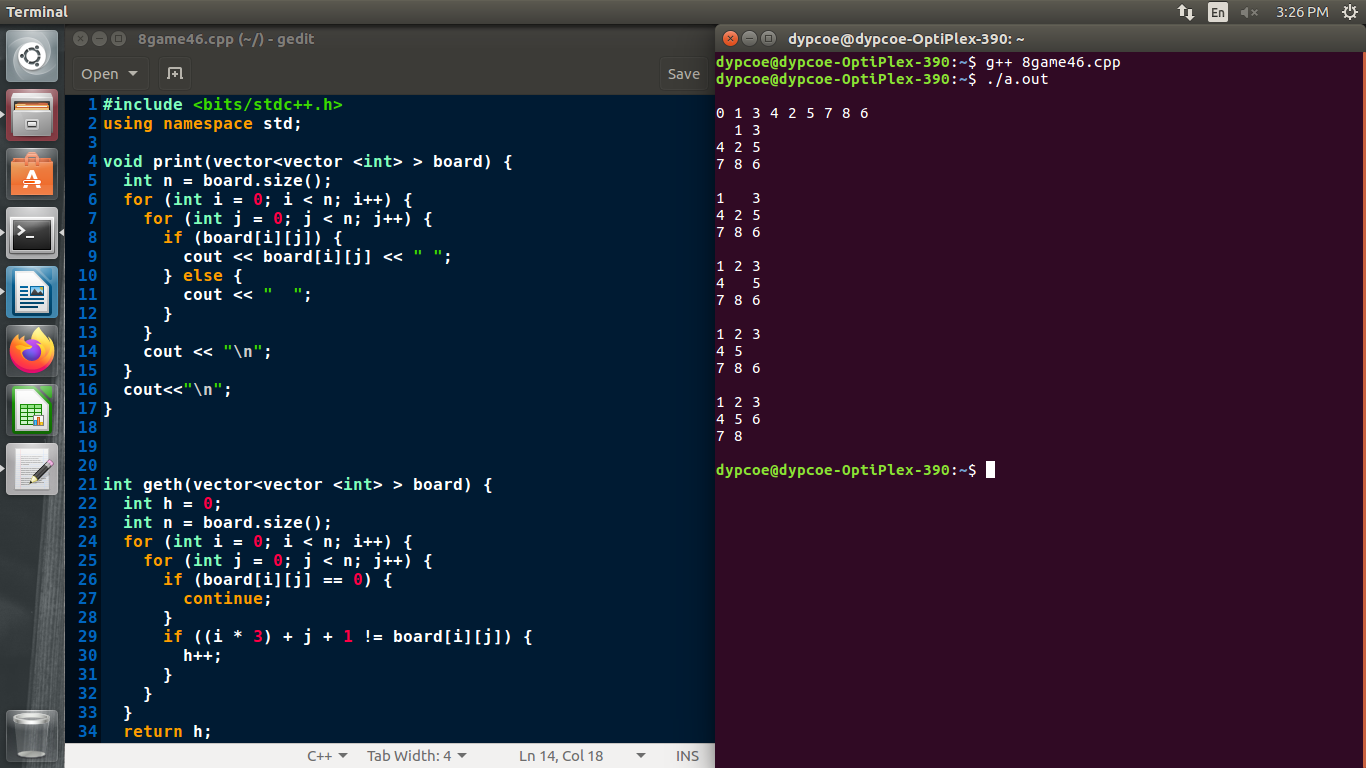 Terminal
En
3:26 PM
8game46.cpp (~/) - gedit
Open
Save
1 #include <bits/stdc++.h>
2 using namespace std;
3
4 void print(vector<vector <int> > board) {
5   int n = board.size();
6   for (int i = 0; i < n; i++) {
7     for (int j = 0; j < n; j++) {
8       if (board[i][j]) {
9         cout << board[i][j] << " ";
10       } else {
11         cout << "  ";
12       }
13     }
14     cout << "\n";
15   }
16   cout<<"\n";
17 }
18
19
20
21 int geth(vector<vector <int> > board) {
22   int h = 0;
23   int n = board.size();
24   for (int i = 0; i < n; i++) {
25     for (int j = 0; j < n; j++) {
26       if (board[i][j] == 0) {
27         continue;
28       }
29       if ((i * 3) + j + 1 != board[i][j]) {
30         h++;
31       }
32     }
33   }
34   return h;
C++
Tab Width: 4
Ln 14, Col 18
INS
dypcoe@dypcoe-OptiPlex-390: ~
dypcoe@dypcoe-OptiPlex-390:~$ g++ 8game46.cpp
dypcoe@dypcoe-OptiPlex-390:~$ ./a.out
0 1 3 4 2 5 7 8 6
  1 3
4 2 5
7 8 6
1   3
4 2 5
7 8 6
1 2 3
4   5
7 8 6
1 2 3
4 5
7 8 6
1 2 3
4 5 6
7 8
dypcoe@dypcoe-OptiPlex-390:~$